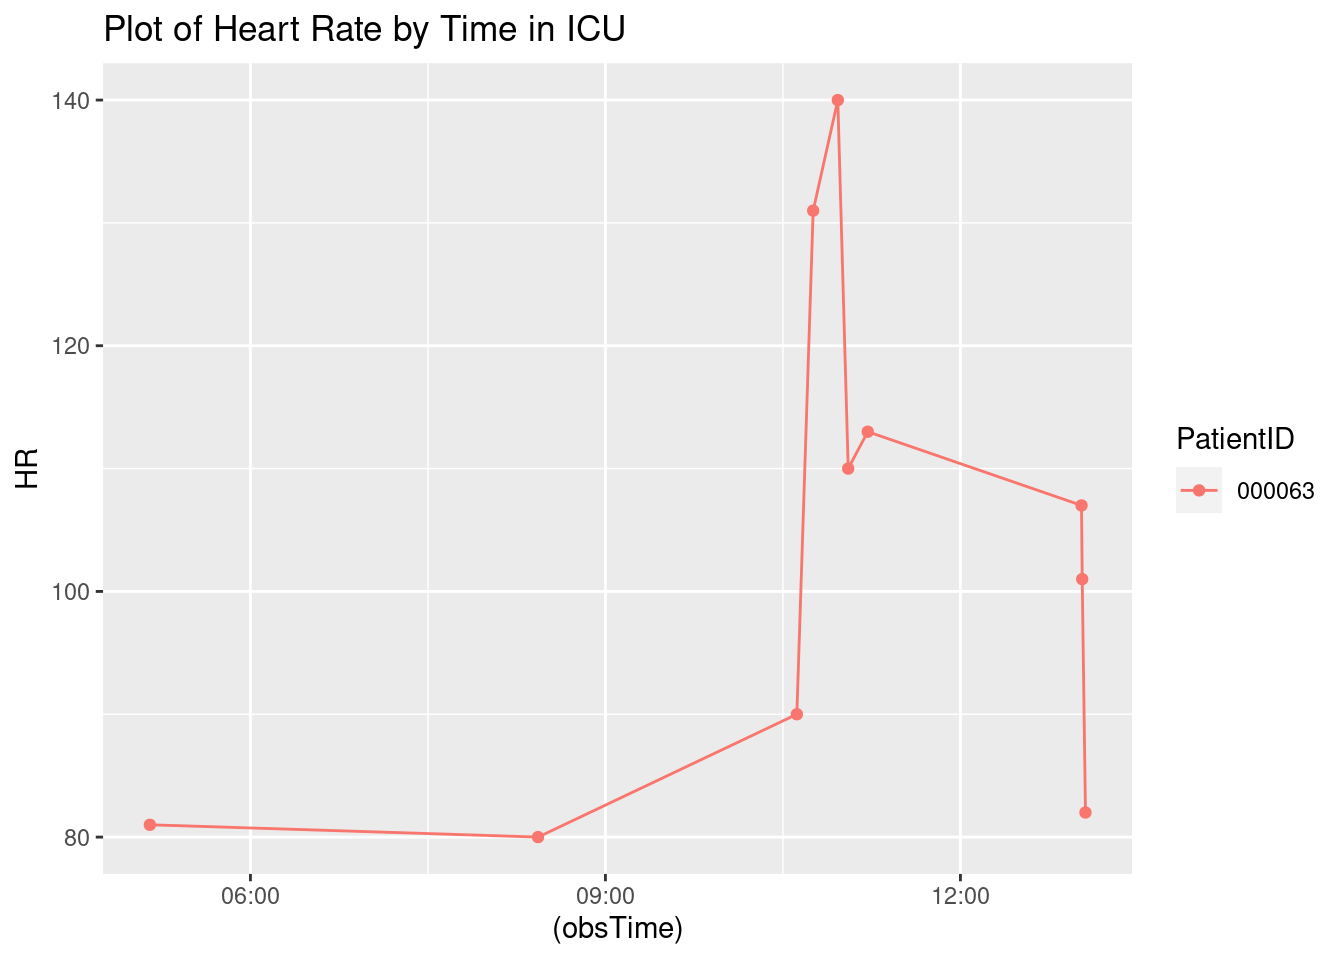 Plot of Heart Rate by Time in ICU
140
120
100
80
HR
06:00
09:00
12:00
(obsTime)
PatientID
000063